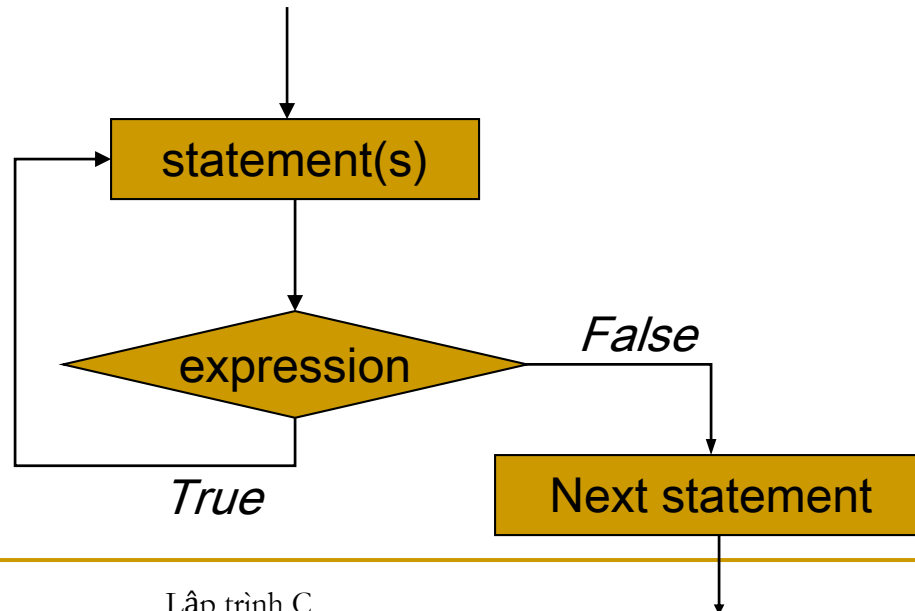 statement(s)
expression
False
True
Next statement
Lập trình C